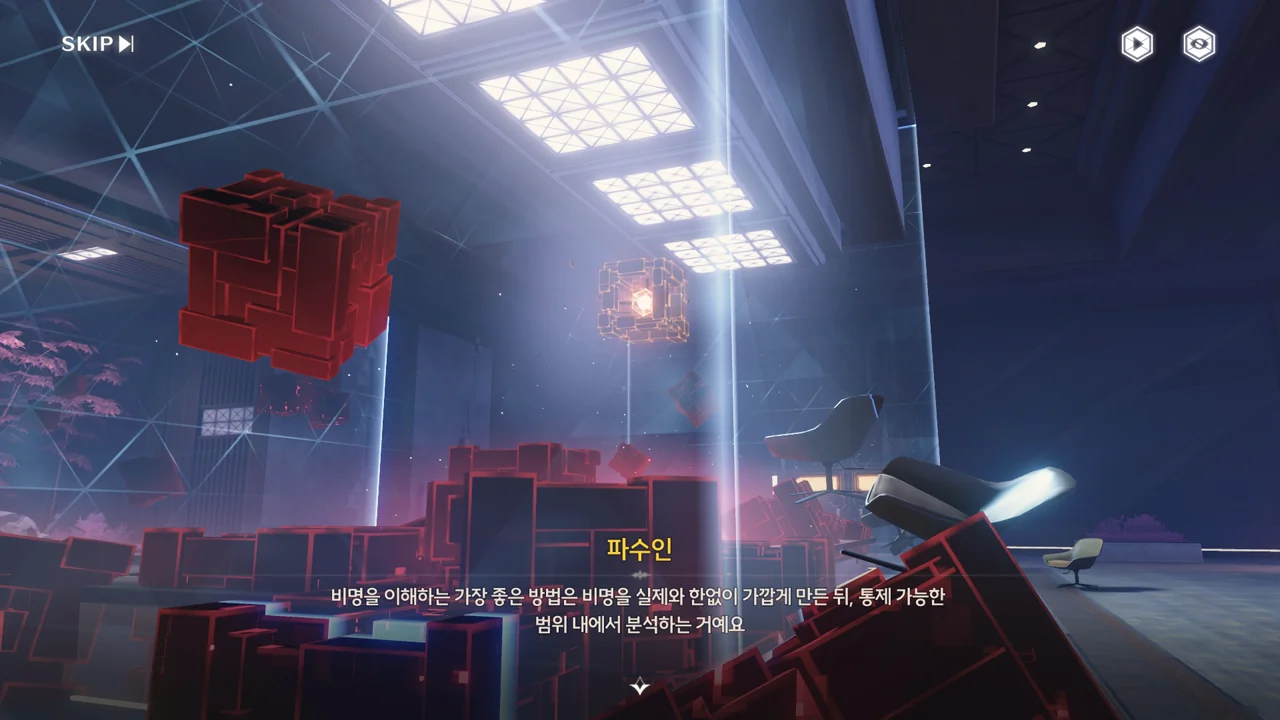 SKIP
파수인
비명을 이해하는 가장 좋은 방법은 비명을 실제와 한없이 가깝게 만든 뒤, 통제 가능한
범위 내에서 분석하는 거예요